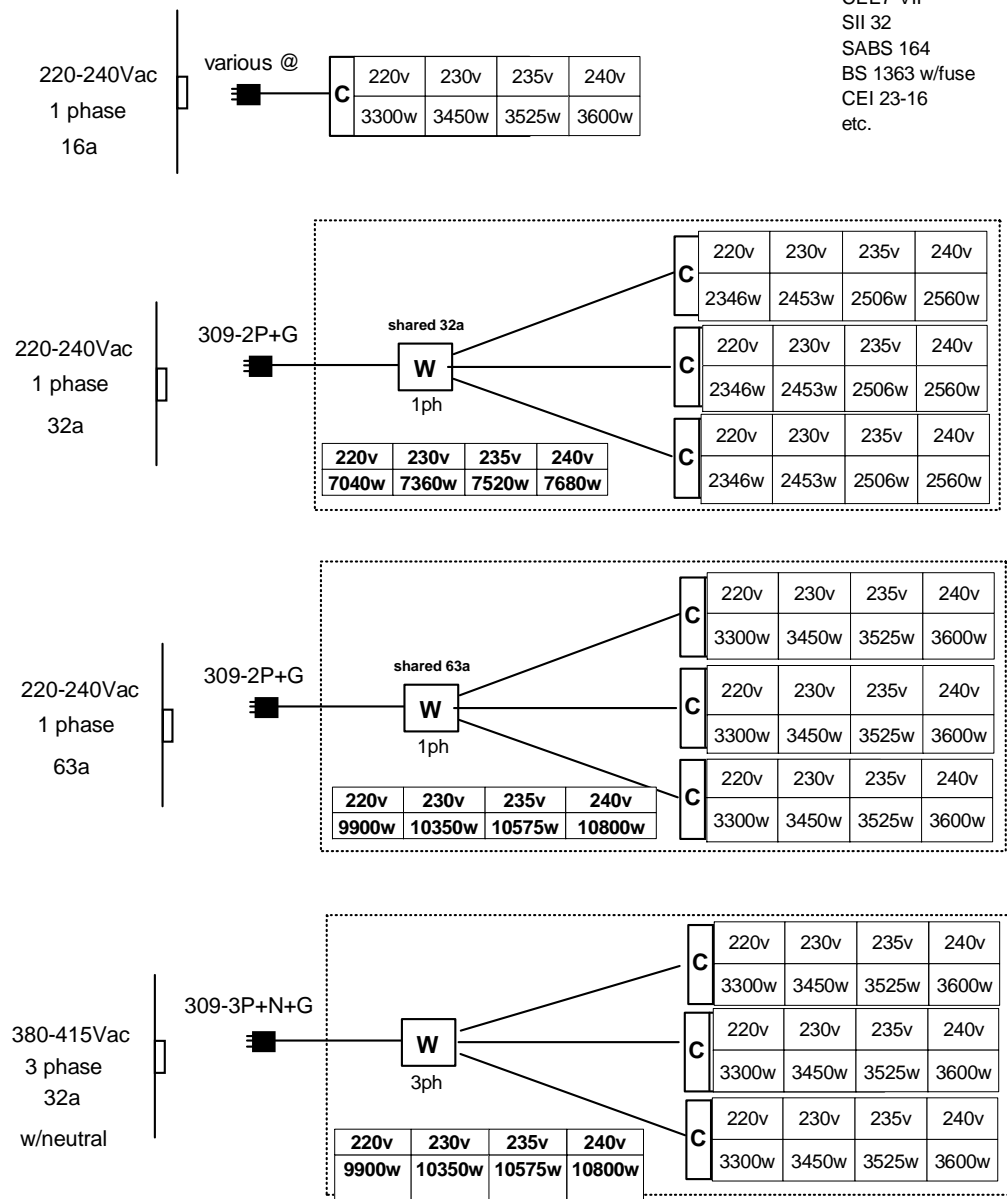 SII 32
SABS 164
BS 1363 w/fuse
CEI 23-16
etc.
220-240Vac
1 phase
16a
various @
C
220v 230v 235v 240v
3300w 3450w 3525w 3600w
220-240Vac
1 phase
32a
309-2P+G
shared 32a
W
1ph
C
220v 230v 235v 240v
2346w 2453w 2506w 2560w
C
220v 230v 235v 240v
2346w 2453w 2506w 2560w
C
220v 230v 235v 240v
2346w 2453w 2506w 2560w
220v 230v 235v 240v
7040w 7360w 7520w 7680w
220-240Vac
1 phase
63a
309-2P+G
shared 63a
W
1ph
C
220v 230v 235v 240v
3300w 3450w 3525w 3600w
C
220v 230v 235v 240v
3300w 3450w 3525w 3600w
C
220v 230v 235v 240v
3300w 3450w 3525w 3600w
220v 230v 235v 240v
9900w 10350w 10575w 10800w
380-415Vac
3 phase
32a
w/neutral
309-3P+N+G
W
3ph
C
220v 230v 235v 240v
3300w 3450w 3525w 3600w
C
220v 230v 235v 240v
3300w 3450w 3525w 3600w
C
220v 230v 235v 240v
3300w 3450w 3525w 3600w
220v 230v 235v 240v
9900w 10350w 10575w 10800w